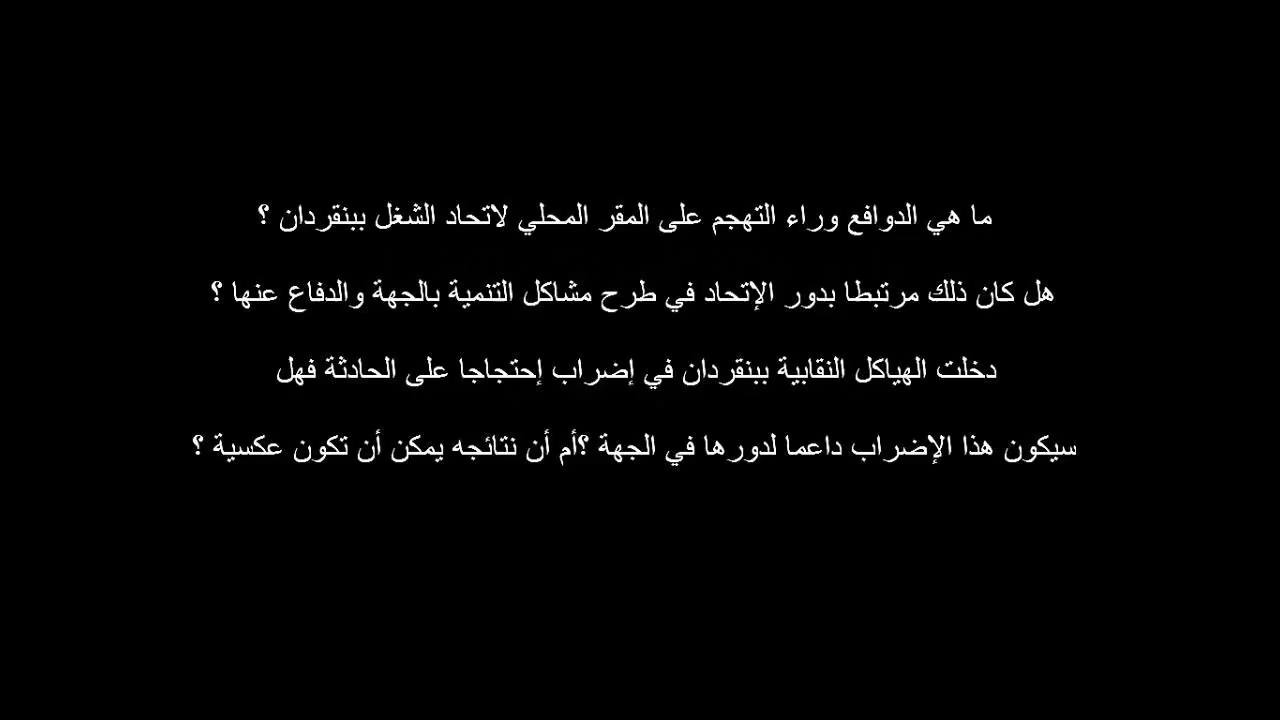 ما هي الدوافع وراء التهجم على المقر المحلي لاتحاد الشغل ببنقردان ؟
هل كان ذلك مرتبطا بدور الإتحاد في طرح مشاكل التنمية بالجهة والدفاع عنها ؟
دخلت الهياكل النقابية ببنقردان في إضراب إحتجاجا على الحادثة فهل
سيكون هذا الإضراب داعما لدورها في الجهة ؟أم أن نتائجه يمكن أن تكون عكسية ؟